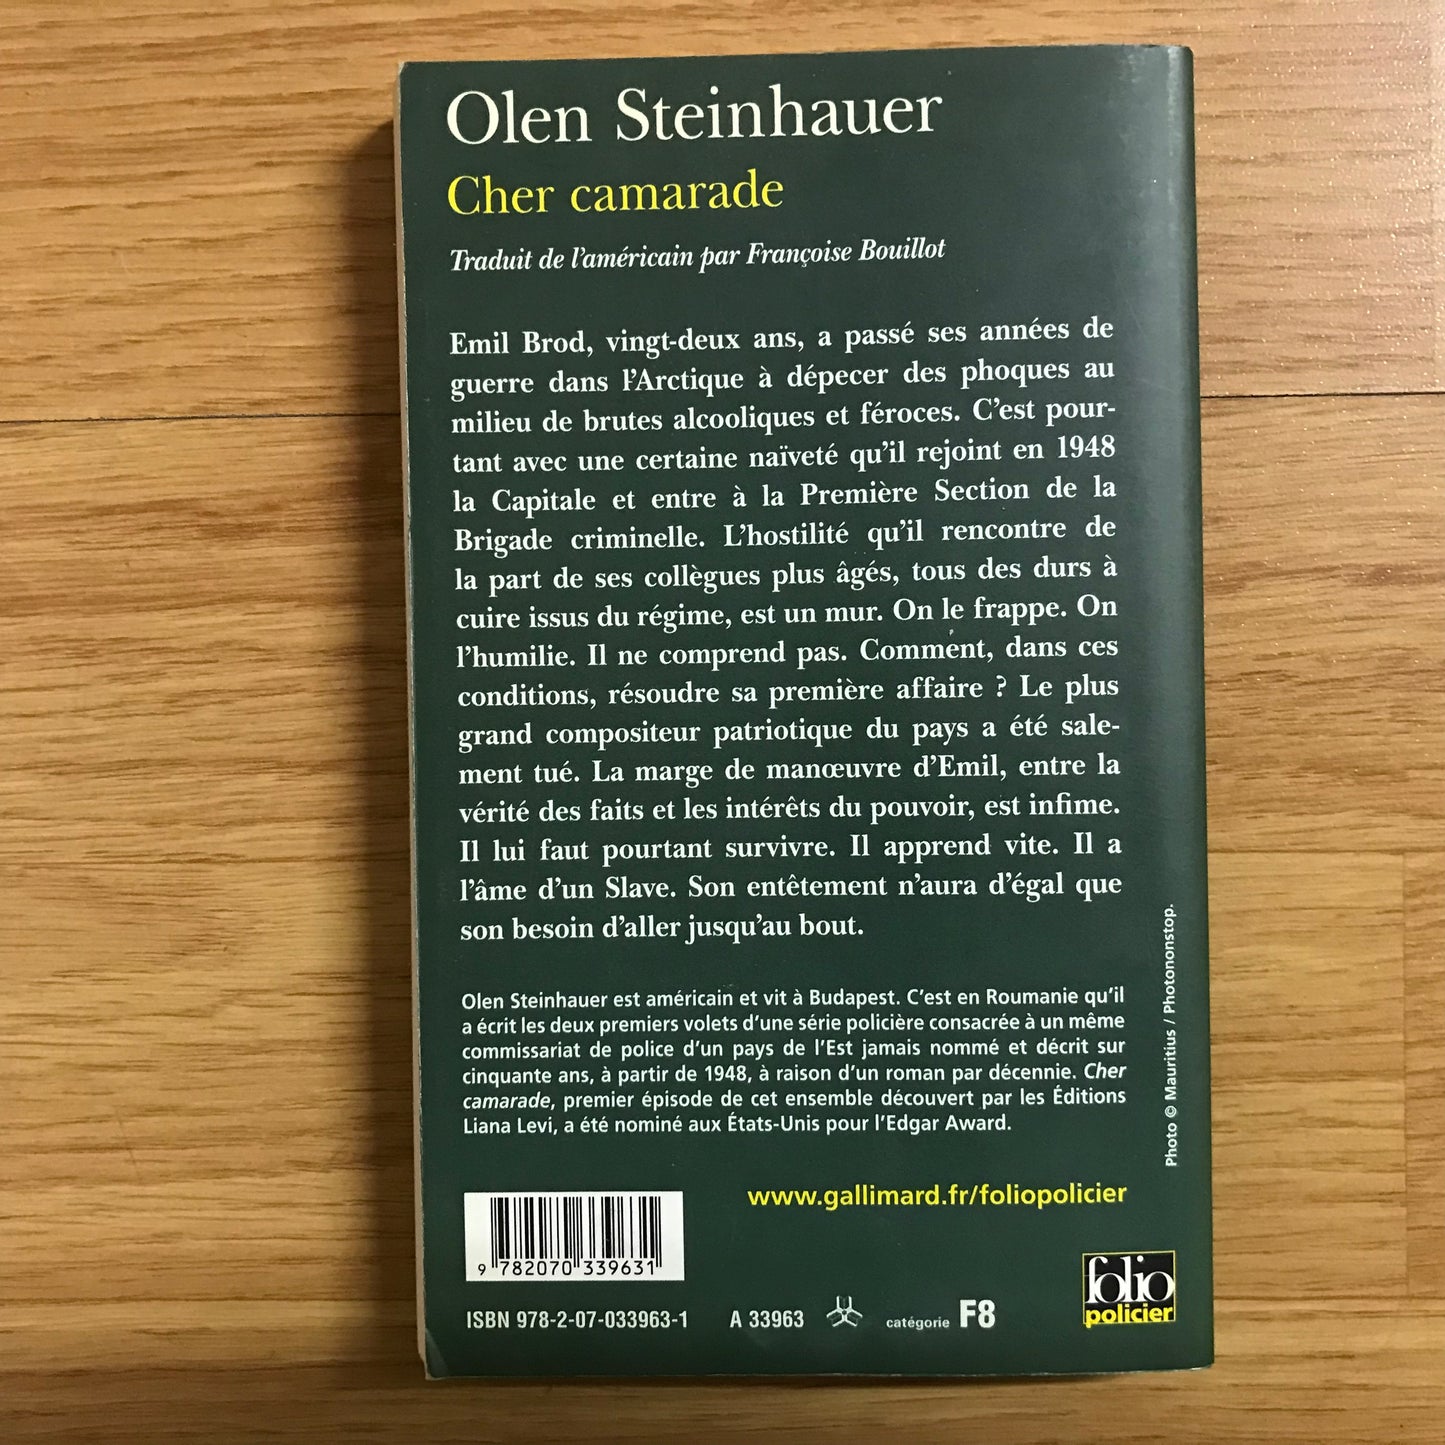 Olen Steinhauer
Cher camarade
Traduit de l'américain par Françoise Bouillot
Emil Brod, vingt-deux ans, a passé ses années de
guerre dans l'Arctique à dépecer des phoques au
milieu de brutes alcooliques et féroces. C'est pour-
tant avec une certaine naïveté qu'il rejoint en 1948
la Capitale et entre à la Première Section de la
Brigade criminelle. L'hostilité qu'il rencontre de
la part de ses collègues plus âgés, tous des durs à
cuire issus du régime, est un mur. On le frappe. On
l'humilie. Il ne comprend pas. Comment, dans ces
conditions, résoudre sa première affaire ? Le plus
grand compositeur patriotique du pays a été sale-
ment tué. La marge de manœuvre d'Emil, entre la
vérité des faits et les intérêts du pouvoir, est infime.
Il lui faut pourtant survivre. Il apprend vite. Il a
l'âme d'un Slave. Son entêtement n'aura d'égal que
son besoin d'aller jusqu'au bout.
Olen Steinhauer est américain et vit à Budapest. C'est en Roumanie qu'il
a écrit les deux premiers volets d'une série policière consacrée à un même
commissariat de police d'un pays de l'Est jamais nommé et décrit sur
cinquante ans, à partir de 1948, à raison d'un roman par décennie. Cher
camarade, premier épisode de cet ensemble découvert par les Éditions
Liana Levi, a été nominé aux États-Unis pour l'Edgar Award.
Photo © Mauritius / Photononstop.
www.gallimard.fr/foliopolicier
9 782070 339631
ISBN 978-2-07-033963-1 A 33963 catégorie F8
folio
policier